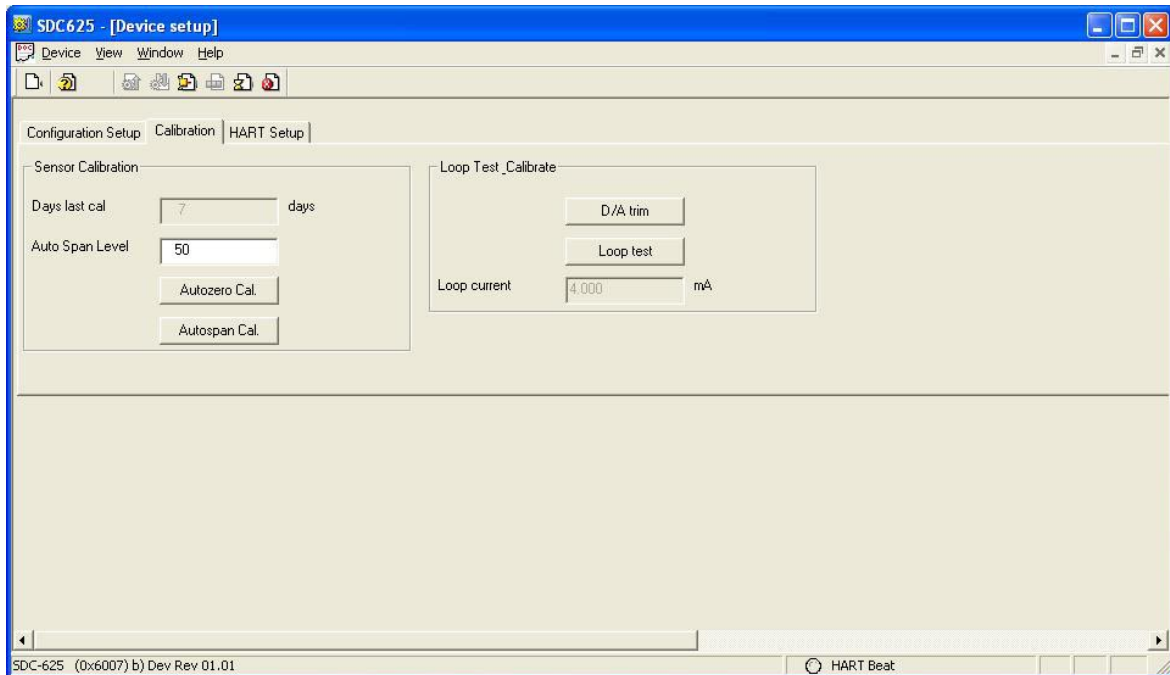 SDC625 - [Device setup]
Device View Window Help
Configuration Setup Calibration HART Setup
Sensor Calibration
Days last cal 7 days
Auto Span Level 50
Autozero Cal.
Autospan Cal.
Loop Test_Calibrate
D/A trim
Loop test
Loop current 4.000 mA
SDC-625 (0x6007) b) Dev Rev 01.01
HART Beat